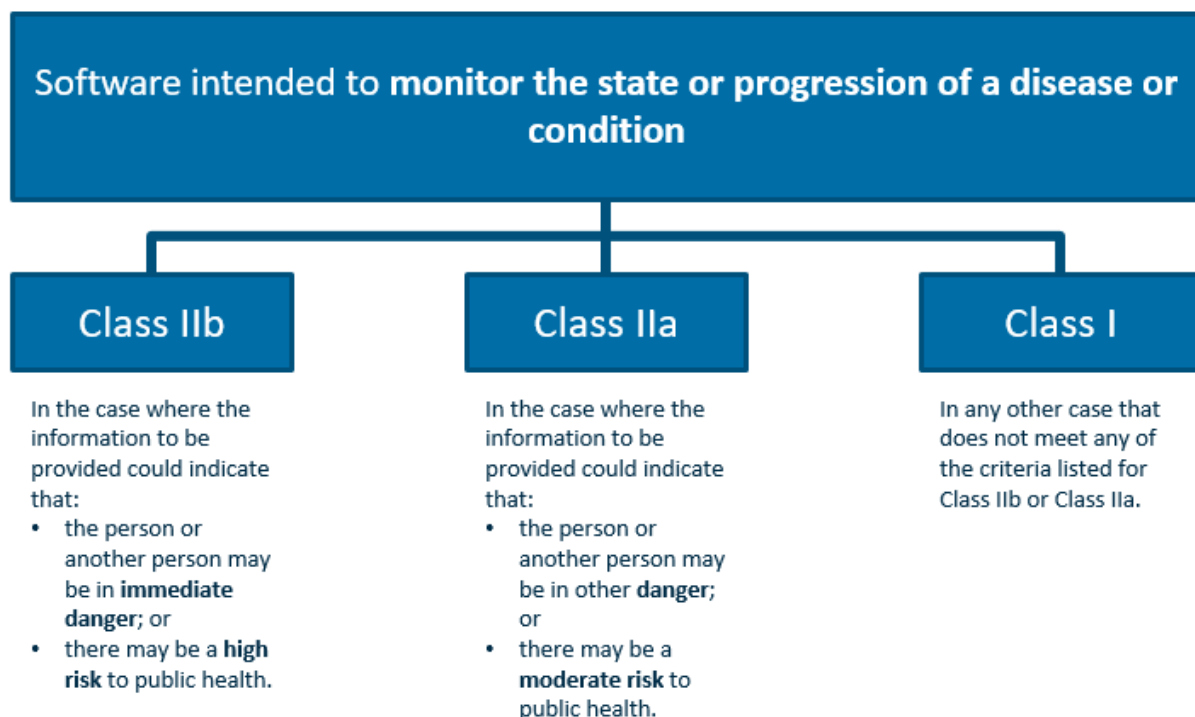 Software intended to monitor the state or progression of a disease or
condition
Class IIb
In the case where the
information to be
provided could indicate
that:
• the person or
another person may
be in immediate
danger; or
• there may be a high
risk to public health.
Class IIa
In the case where the
information to be
provided could indicate
that:
• the person or
another person may
be in other danger;
or
• there may be a
moderate risk to
public health.
Class I
In any other case that
does not meet any of
the criteria listed for
Class IIb or Class IIa.